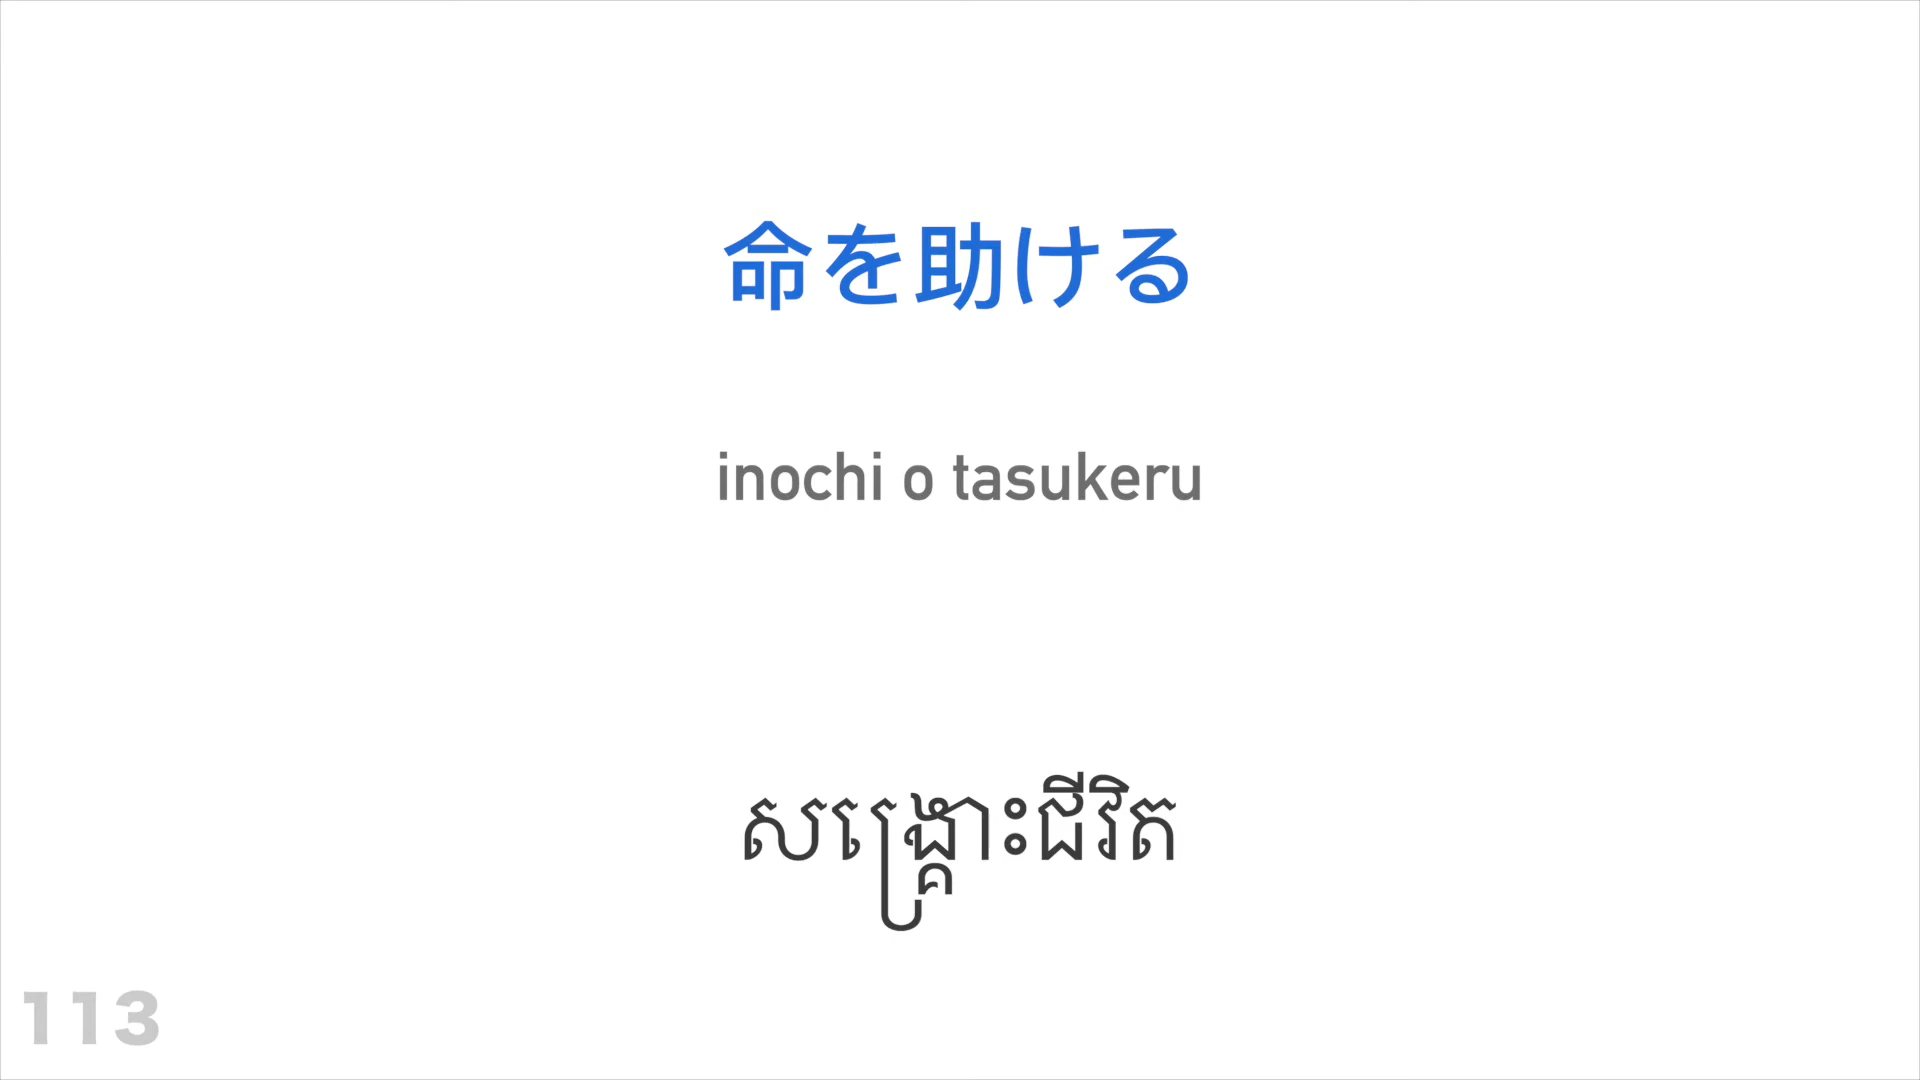 命を助ける
inochi o tasukeru
សង្គ្រោះជីវិត
113